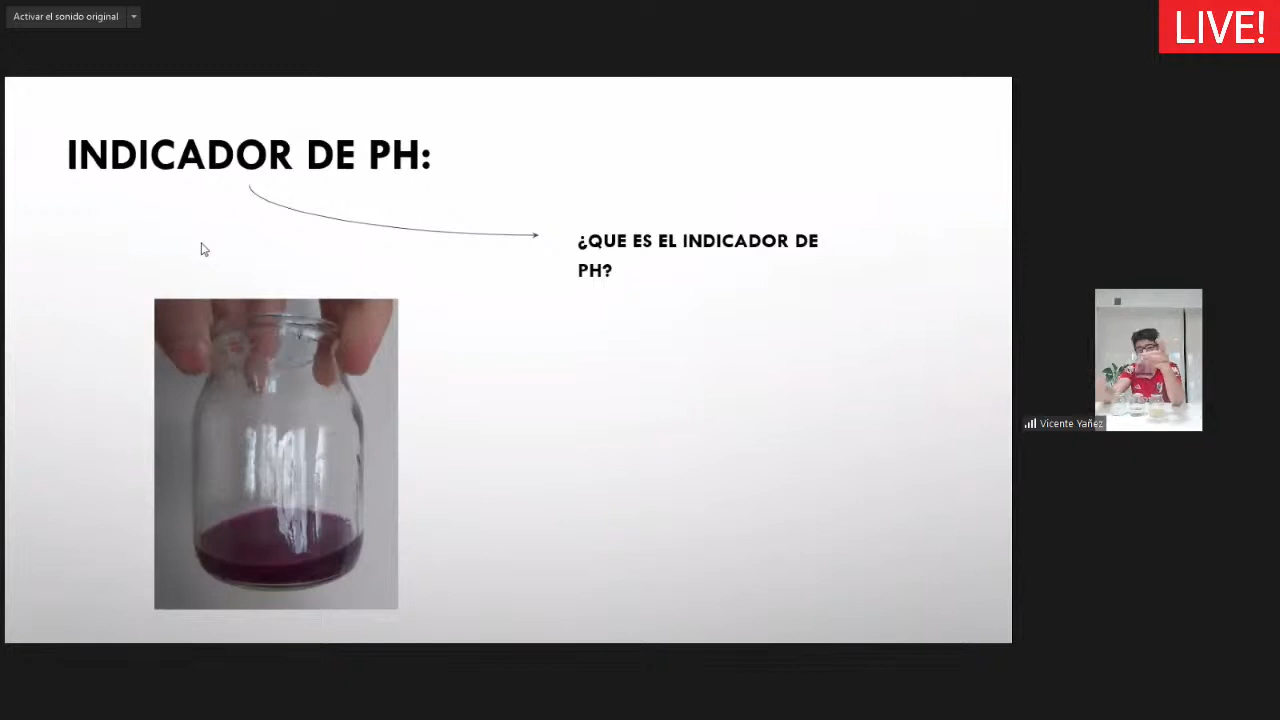 Activar el sonido original
LIVE!
INDICADOR DE PH:
¿QUE ES EL INDICADOR DE
PH?
Vicente Yañez